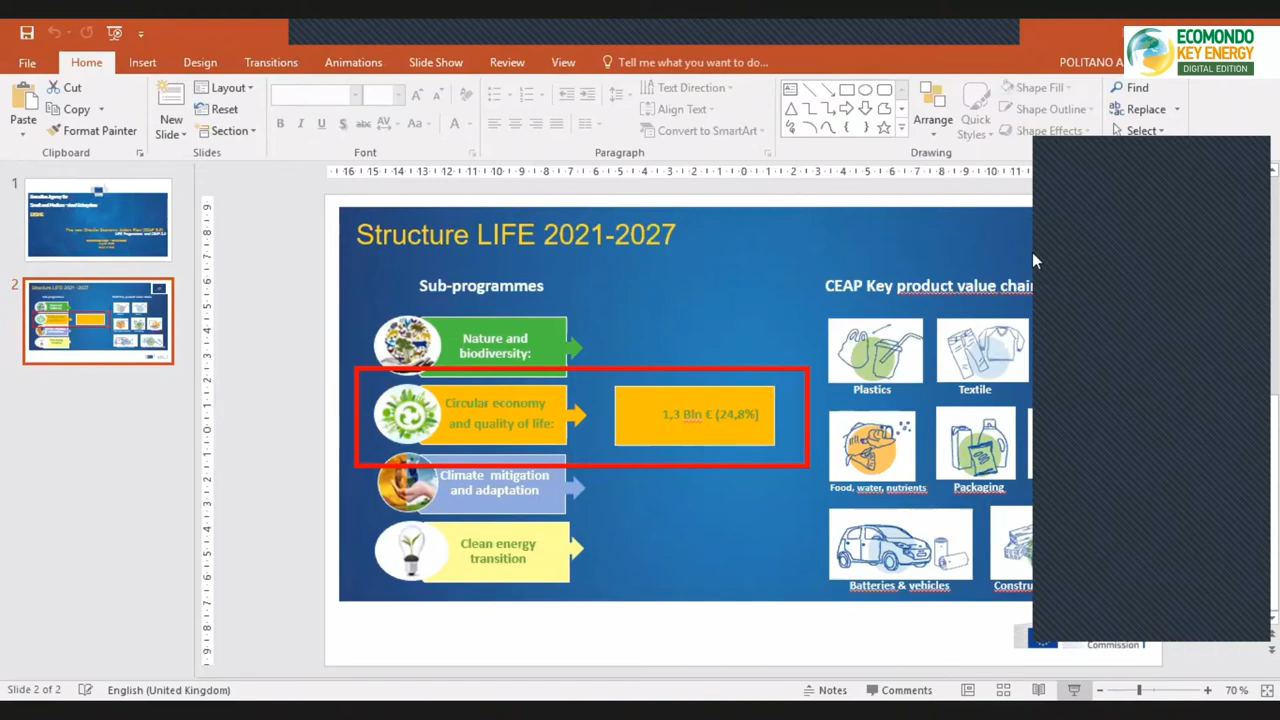 ECOMONDO
KEY ENERGY
DIGITAL EDITION
File
Home
Insert
Design
Transitions
Animations
Slide Show
Review
View
Tell me what you want to do...
POLITANO A
Paste
Cut
Copy
Format Painter
Clipboard
New
Slide
Layout
Reset
Section
Slides
B I U S abc AV Aa A
Font
Text Direction
Align Text
Convert to SmartArt
Paragraph
Arrange
Quick
Styles
Shape Fill
Shape Outline
Shape Effects
Drawing
Find
Replace
Select
1
2
Structure LIFE 2021-2027
Sub-programmes
Nature and
biodiversity:
Circular economy
and quality of life:
1,3 Bln € (24,8%)
Climate mitigation
and adaptation
Clean energy
transition
CEAP Key product value chain
Plastics
Textile
Food, water, nutrients
Packaging
Batteries & vehicles
Constru
Commission
Slide 2 of 2
English (United Kingdom)
Notes
Comments
70 %